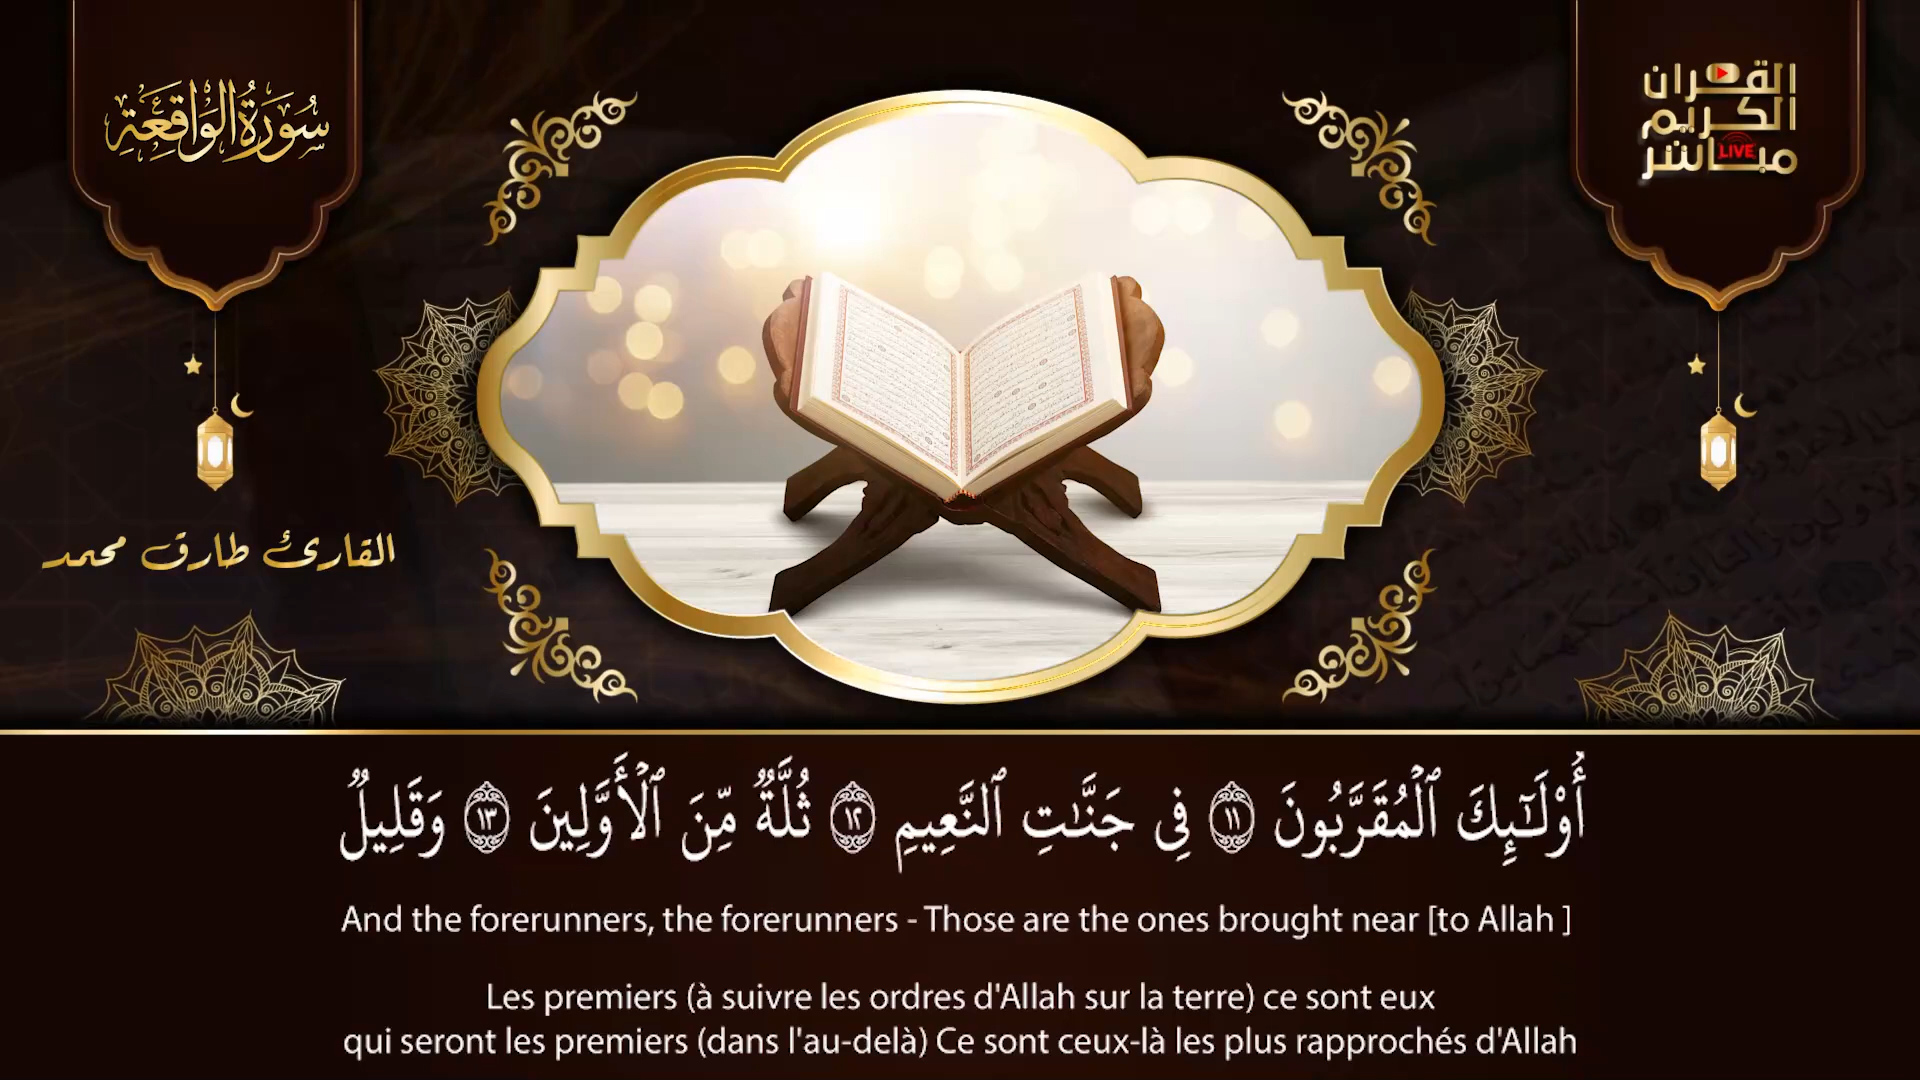 سُورَةُ الوَاقِعَةِ
القرآن
الكريم
مباشر
LIVE
القارئ طارق محمد
أُو۟لَـٰٓئِكَ ٱلْمُقَرَّبُونَ ١١ فِى جَنَّـٰتِ ٱلنَّعِيمِ ١٢ ثُلَّةٌ مِّنَ ٱلْأَوَّلِينَ ١٣ وَقَلِيلٌ
And the forerunners, the forerunners - Those are the ones brought near [to Allah ]
Les premiers (à suivre les ordres d'Allah sur la terre) ce sont eux
qui seront les premiers (dans l'au-delà) Ce sont ceux-là les plus rapprochés d'Allah